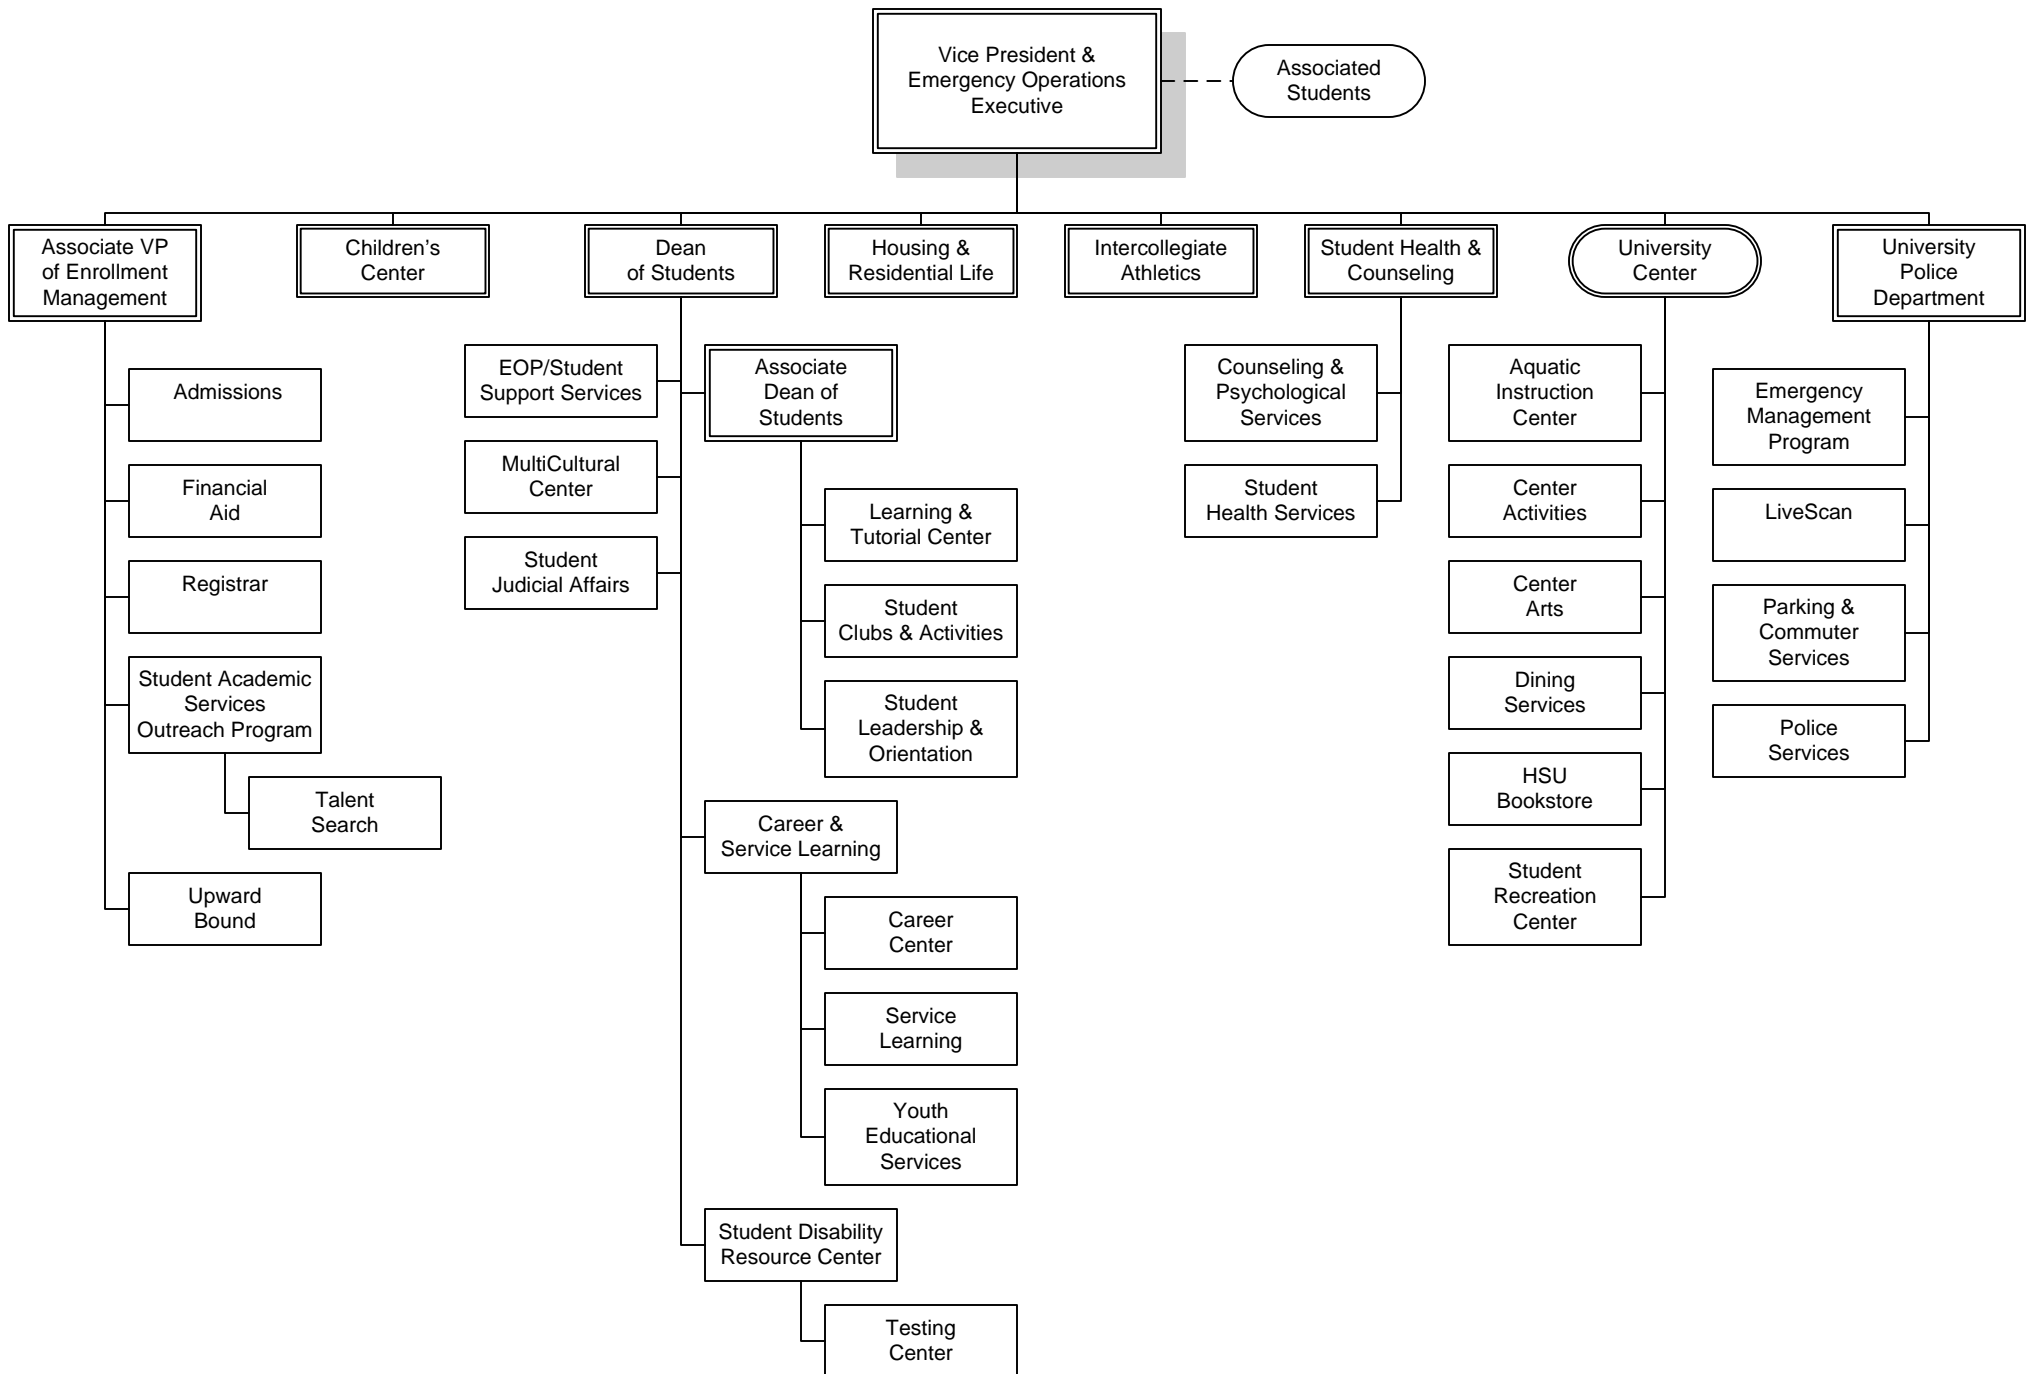 Vice President &
Emergency Operations
Executive
Associated
Students
Associate VP
of Enrollment
Management
Children's
Center
Dean
of Students
Housing &
Residential Life
Intercollegiate
Athletics
Student Health &
Counseling
University
Center
University
Police
Department
Admissions
Financial
Aid
Registrar
Student Academic
Services
Outreach Program
Talent
Search
Upward
Bound
EOP/Student
Support Services
MultiCultural
Center
Student
Judicial Affairs
Associate
Dean of
Students
Learning &
Tutorial Center
Student
Clubs & Activities
Student
Leadership &
Orientation
Career &
Service Learning
Career
Center
Service
Learning
Youth
Educational
Services
Student Disability
Resource Center
Testing
Center
Counseling &
Psychological
Services
Student
Health Services
Aquatic
Instruction
Center
Center
Activities
Center
Arts
Dining
Services
HSU
Bookstore
Student
Recreation
Center
Emergency
Management
Program
LiveScan
Parking &
Commuter
Services
Police
Services